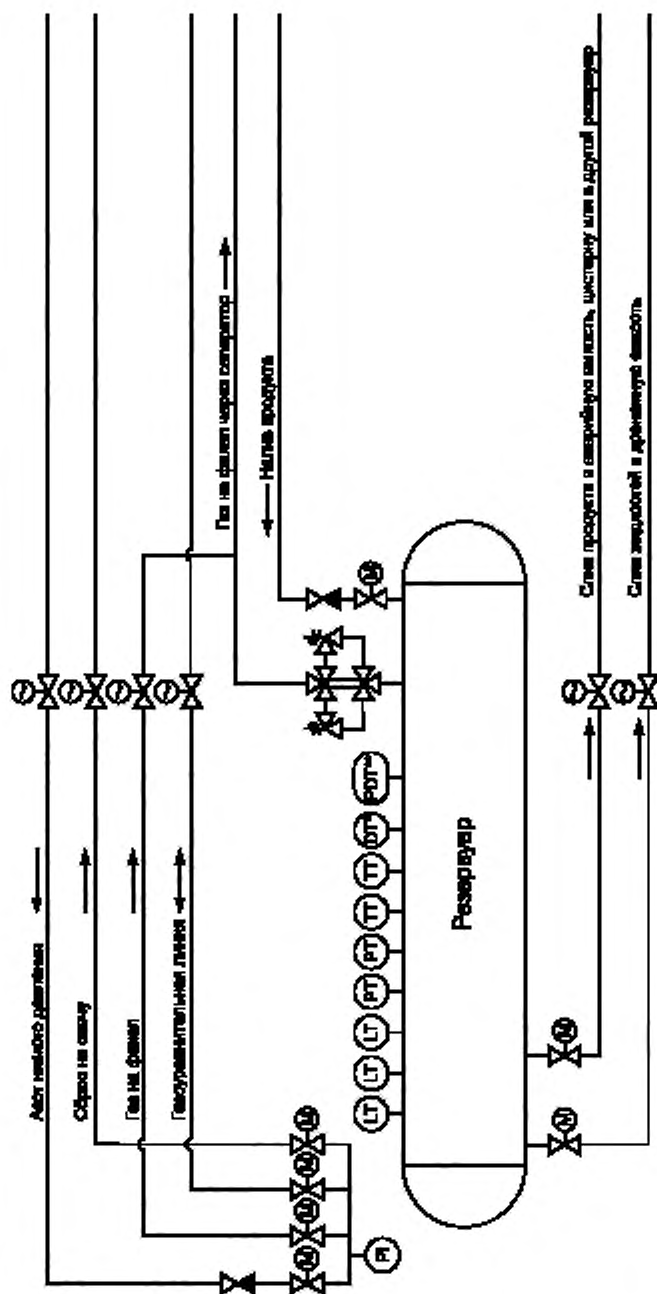 Азот низкого давления
Сброс на свечу
Газ на факел
Газоуравнительная линия
Газ на факел через сепаратор
Налив продукта
LT
LT
LT
PT
PT
TT
TT
DT*
PDT**
Резервуар
PI
M
M
M
M
M
M
M
Слив продукта в аварийную емкость, цистерну или в другой резервуар
Слив жидкостей в дренажную емкость